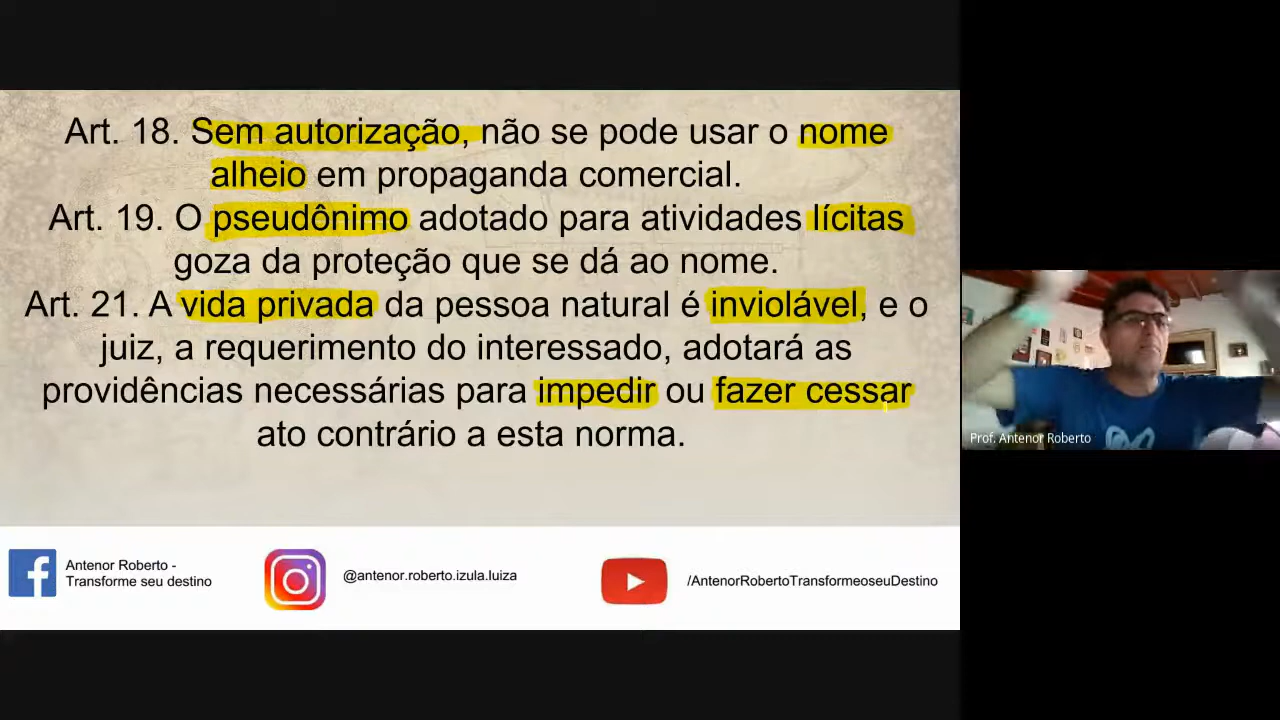 Art. 18. Sem autorização, não se pode usar o nome
alheio em propaganda comercial.
Art. 19. O pseudônimo adotado para atividades lícitas
goza da proteção que se dá ao nome.
Art. 21. A vida privada da pessoa natural é inviolável, e o
juiz, a requerimento do interessado, adotará as
providências necessárias para impedir ou fazer cessar
ato contrário a esta norma.
Prof. Antenor Roberto
Antenor Roberto -
Transforme seu destino
@antenor.roberto.izula.luiza
/AntenorRobertoTransformeoseuDestino